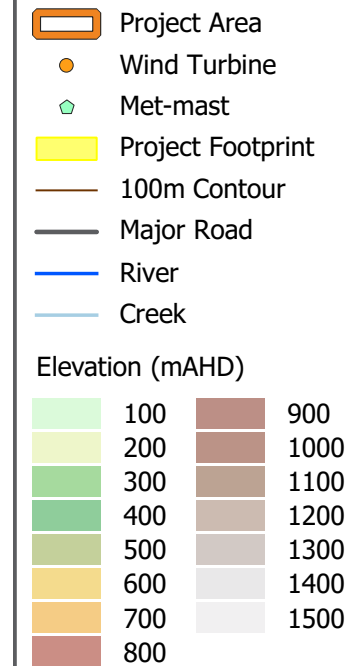 Project Area
Wind Turbine
Met-mast
Project Footprint
100m Contour
Major Road
River
Creek
Elevation (mAHD)
100
200
300
400
500
600
700
800
900
1000
1100
1200
1300
1400
1500